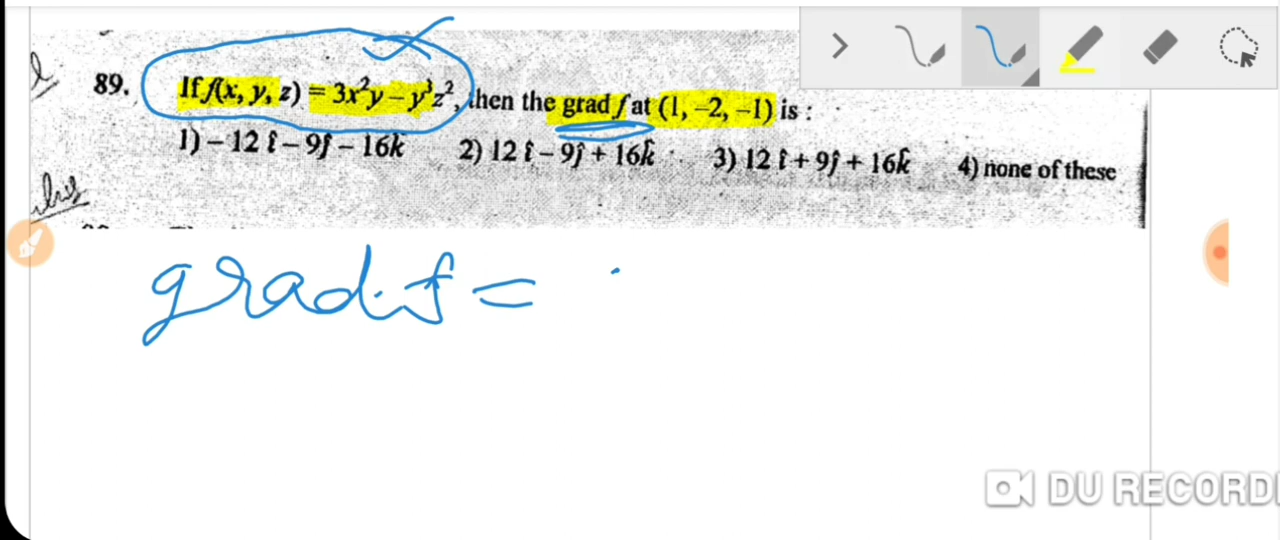 89. If f(x, y, z) = 3x²y – y³z², then the grad f at (1, –2, –1) is :
1) – 12 î – 9ĵ – 16k̂ 2) 12 î – 9ĵ + 16k̂ 3) 12 î + 9ĵ + 16k̂ 4) none of these
grad f =
DU RECORD